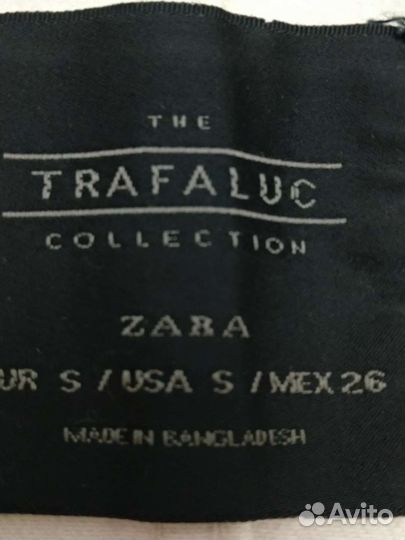 THE
TRAFALUC
COLLECTION
ZARA
UR S / USA S / MEX 26
MADE IN BANGLADESH
Avito